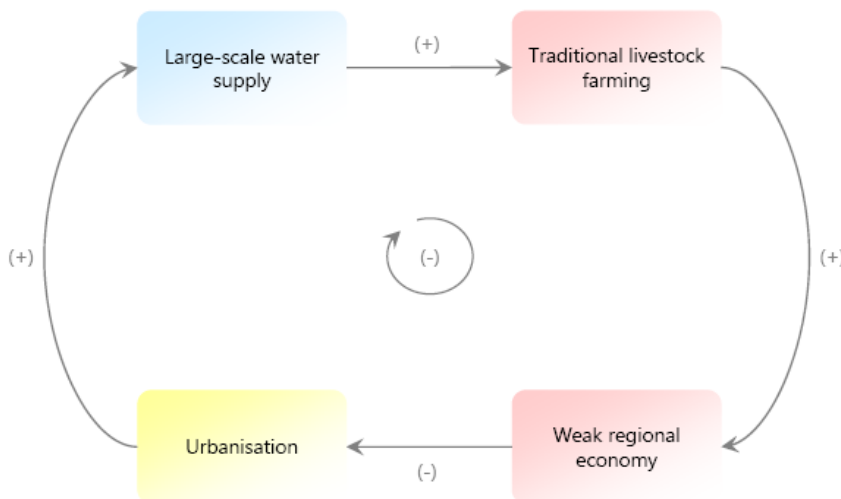 Large-scale water
supply
(+)
Traditional livestock
farming
(+)
(-)
(+)
Urbanisation
(-)
Weak regional
economy